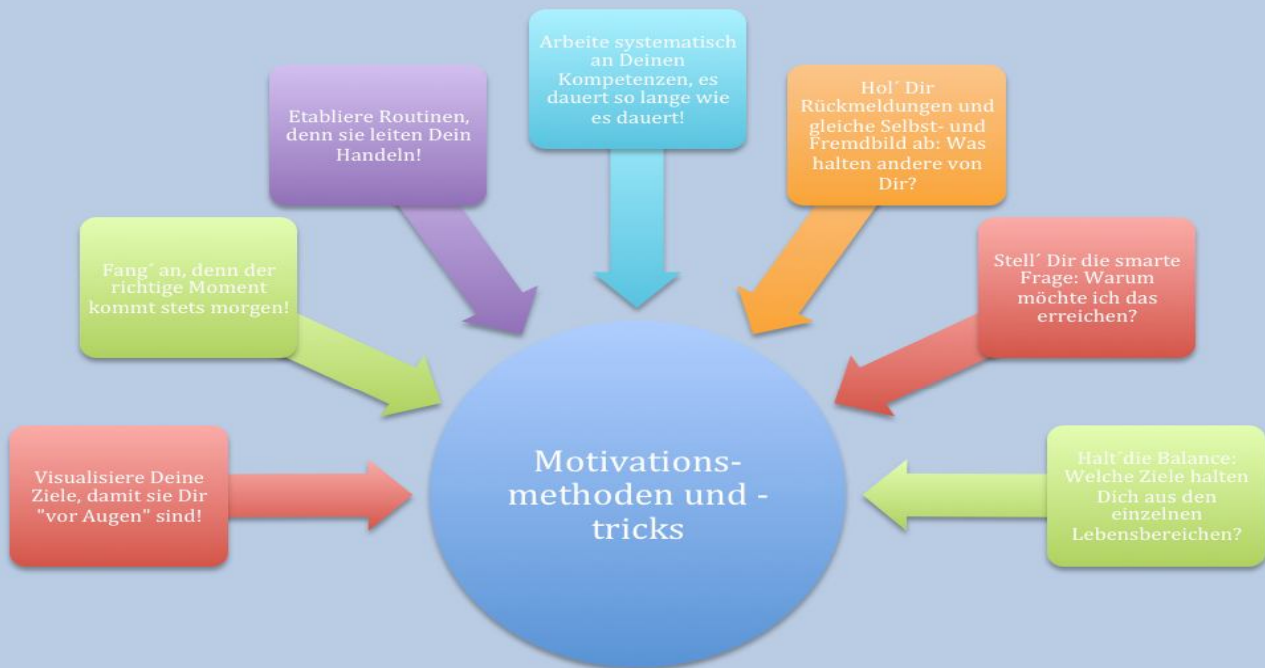 Visualisiere Deine
Ziele, damit sie Dir
"vor Augen" sind!
Fang´ an, denn der
richtige Moment
kommt stets morgen!
Etabliere Routinen,
denn sie leiten Dein
Handeln!
Arbeite systematisch
an Deinen
Kompetenzen, es
dauert so lange wie
es dauert!
Hol´ Dir
Rückmeldungen und
gleiche Selbst- und
Fremdbild ab: Was
halten andere von
Dir?
Stell´ Dir die smarte
Frage: Warum
möchte ich das
erreichen?
Halt´die Balance:
Welche Ziele halten
Dich aus den
einzelnen
Lebensbereichen?
Motivations-
methoden und -
tricks